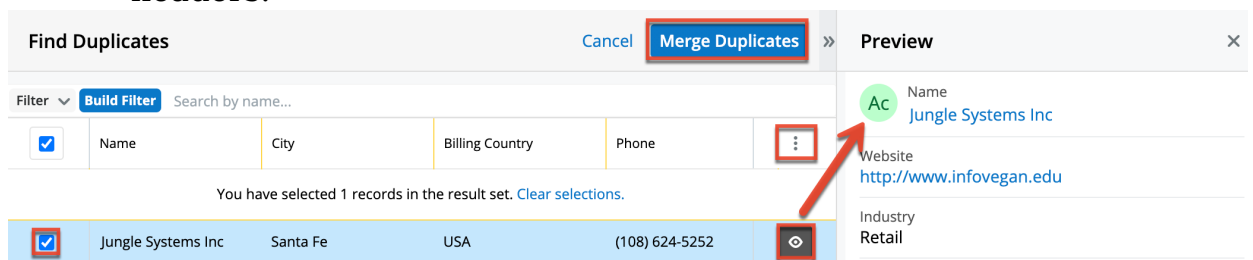 headers.
Find Duplicates
Cancel
Merge Duplicates
»
Filter
Build Filter
Search by name...
Name
City
Billing Country
Phone
You have selected 1 records in the result set. Clear selections.
Jungle Systems Inc
Santa Fe
USA
(108) 624-5252
Preview
Ac
Name
Jungle Systems Inc
Website
http://www.infovegan.edu
Industry
Retail